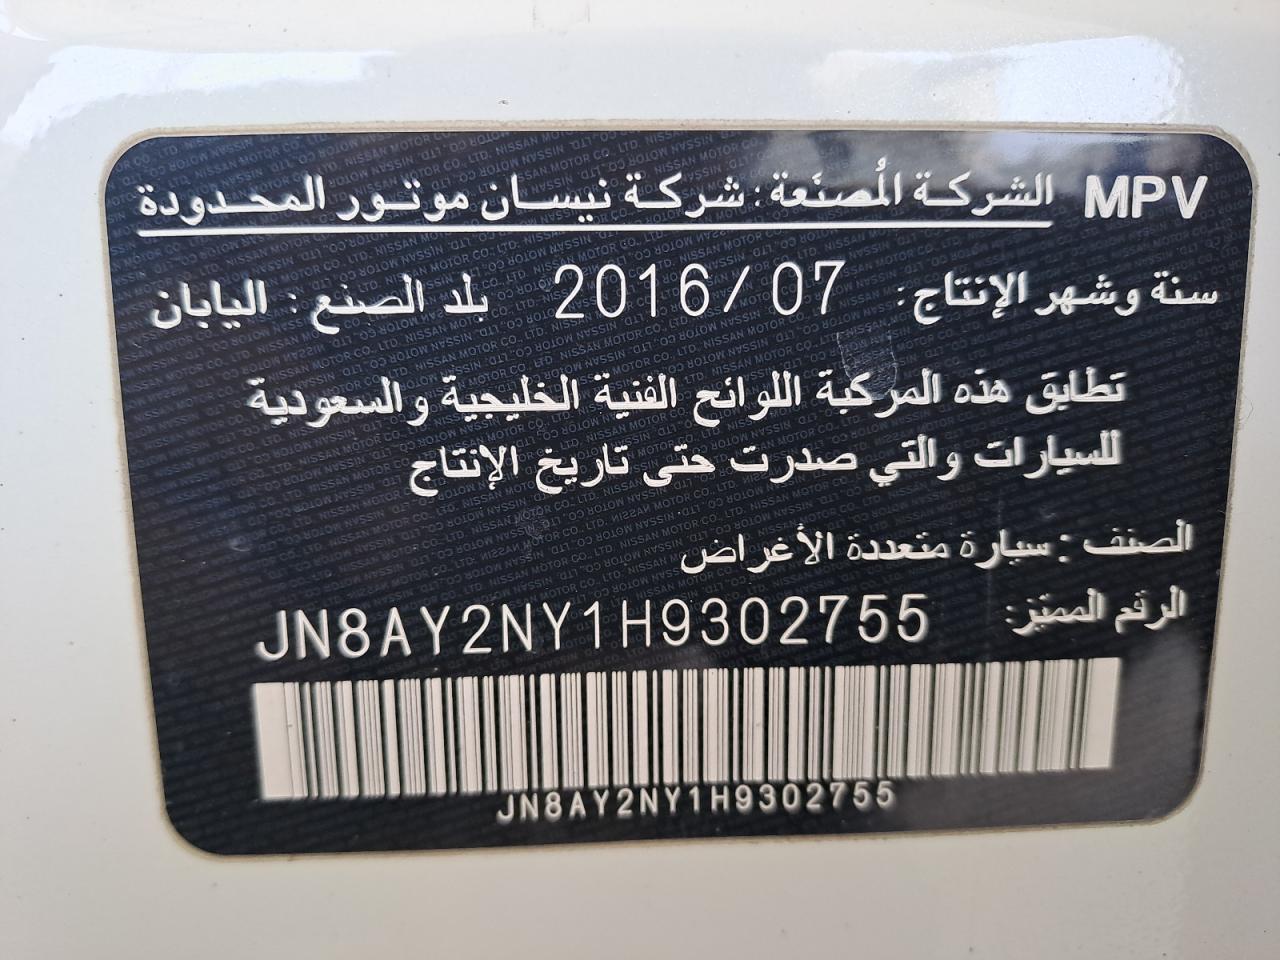 MPV الشركة المُصنّعة : شركة نيسان موتور المحدودة
سنة وشهر الإنتاج: 2016/07 بلد الصنع : اليابان
تطابق هذه المركبة اللوائح الفنية الخليجية والسعودية
للسيارات والتي صدرت حتى تاريخ الإنتاج
الصنف : سيارة متعددة الأغراض
الرقم المميّز: JN8AY2NY1H9302755
JN8AY2NY1H9302755